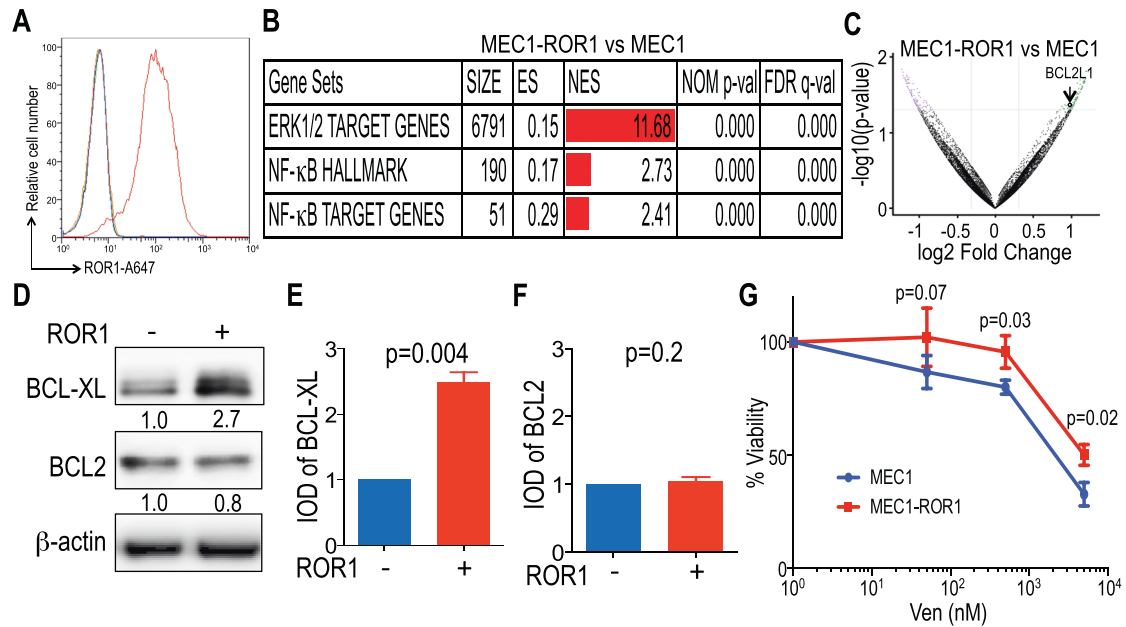 A
Relative cell number
100
80
60
40
20
0
10⁰ 10¹ 10² 10³ 10⁴
ROR1-A647
B
MEC1-ROR1 vs MEC1
Gene Sets SIZE ES NES NOM p-val FDR q-val
ERK1/2 TARGET GENES 6791 0.15 11.68 0.000 0.000
NF-κB HALLMARK 190 0.17 2.73 0.000 0.000
NF-κB TARGET GENES 51 0.29 2.41 0.000 0.000
C
MEC1-ROR1 vs MEC1
BCL2L1
-log10(p-value)
2
1
0
-1 -0.5 0 0.5 1
log2 Fold Change
D
ROR1 - +
BCL-XL
1.0 2.7
BCL2
1.0 0.8
β-actin
E
p=0.004
IOD of BCL-XL
3
2
1
0
ROR1 - +
F
p=0.2
IOD of BCL2
3
2
1
0
ROR1 - +
G
p=0.07
p=0.03
p=0.02
% Viability
100
50
0
MEC1
MEC1-ROR1
10⁰ 10¹ 10² 10³ 10⁴
Ven (nM)